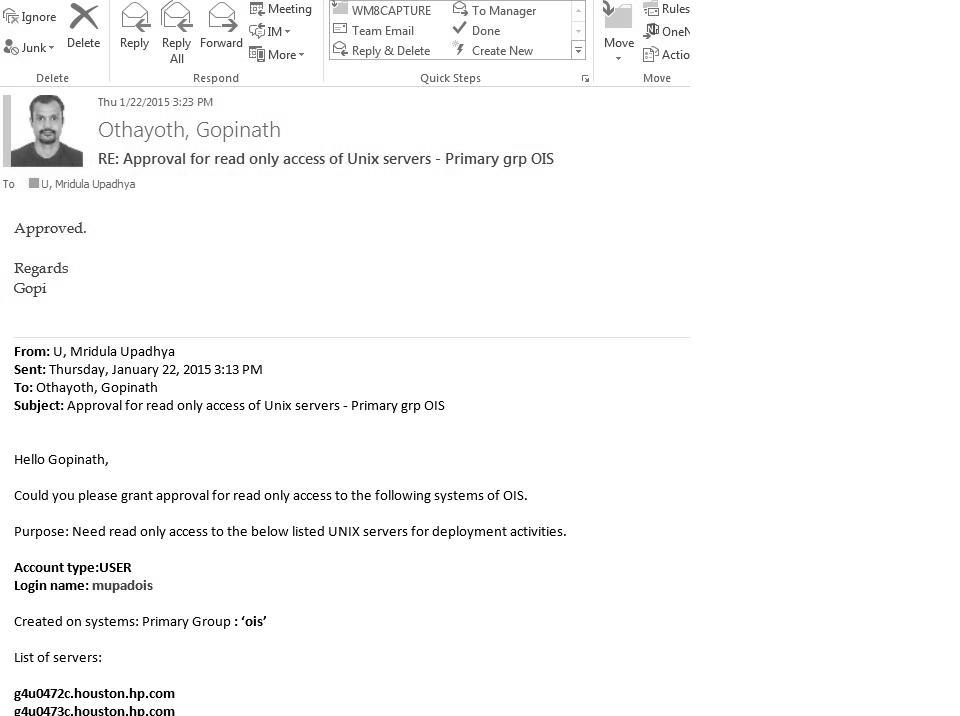 Ignore
Junk
Delete
Delete
Reply
Reply All
Forward
Meeting
IM
More
Respond
WM8CAPTURE
Team Email
Reply & Delete
To Manager
Done
Create New
Quick Steps
Move
Rules
OneN
Actio
Move
Thu 1/22/2015 3:23 PM
Othayoth, Gopinath
RE: Approval for read only access of Unix servers - Primary grp OIS
To U, Mridula Upadhya
Approved.
Regards
Gopi
From: U, Mridula Upadhya
Sent: Thursday, January 22, 2015 3:13 PM
To: Othayoth, Gopinath
Subject: Approval for read only access of Unix servers - Primary grp OIS
Hello Gopinath,
Could you please grant approval for read only access to the following systems of OIS.
Purpose: Need read only access to the below listed UNIX servers for deployment activities.
Account type:USER
Login name: mupadois
Created on systems: Primary Group : ‘ois’
List of servers:
g4u0472c.houston.hp.com
g4u0473c.houston.hp.com